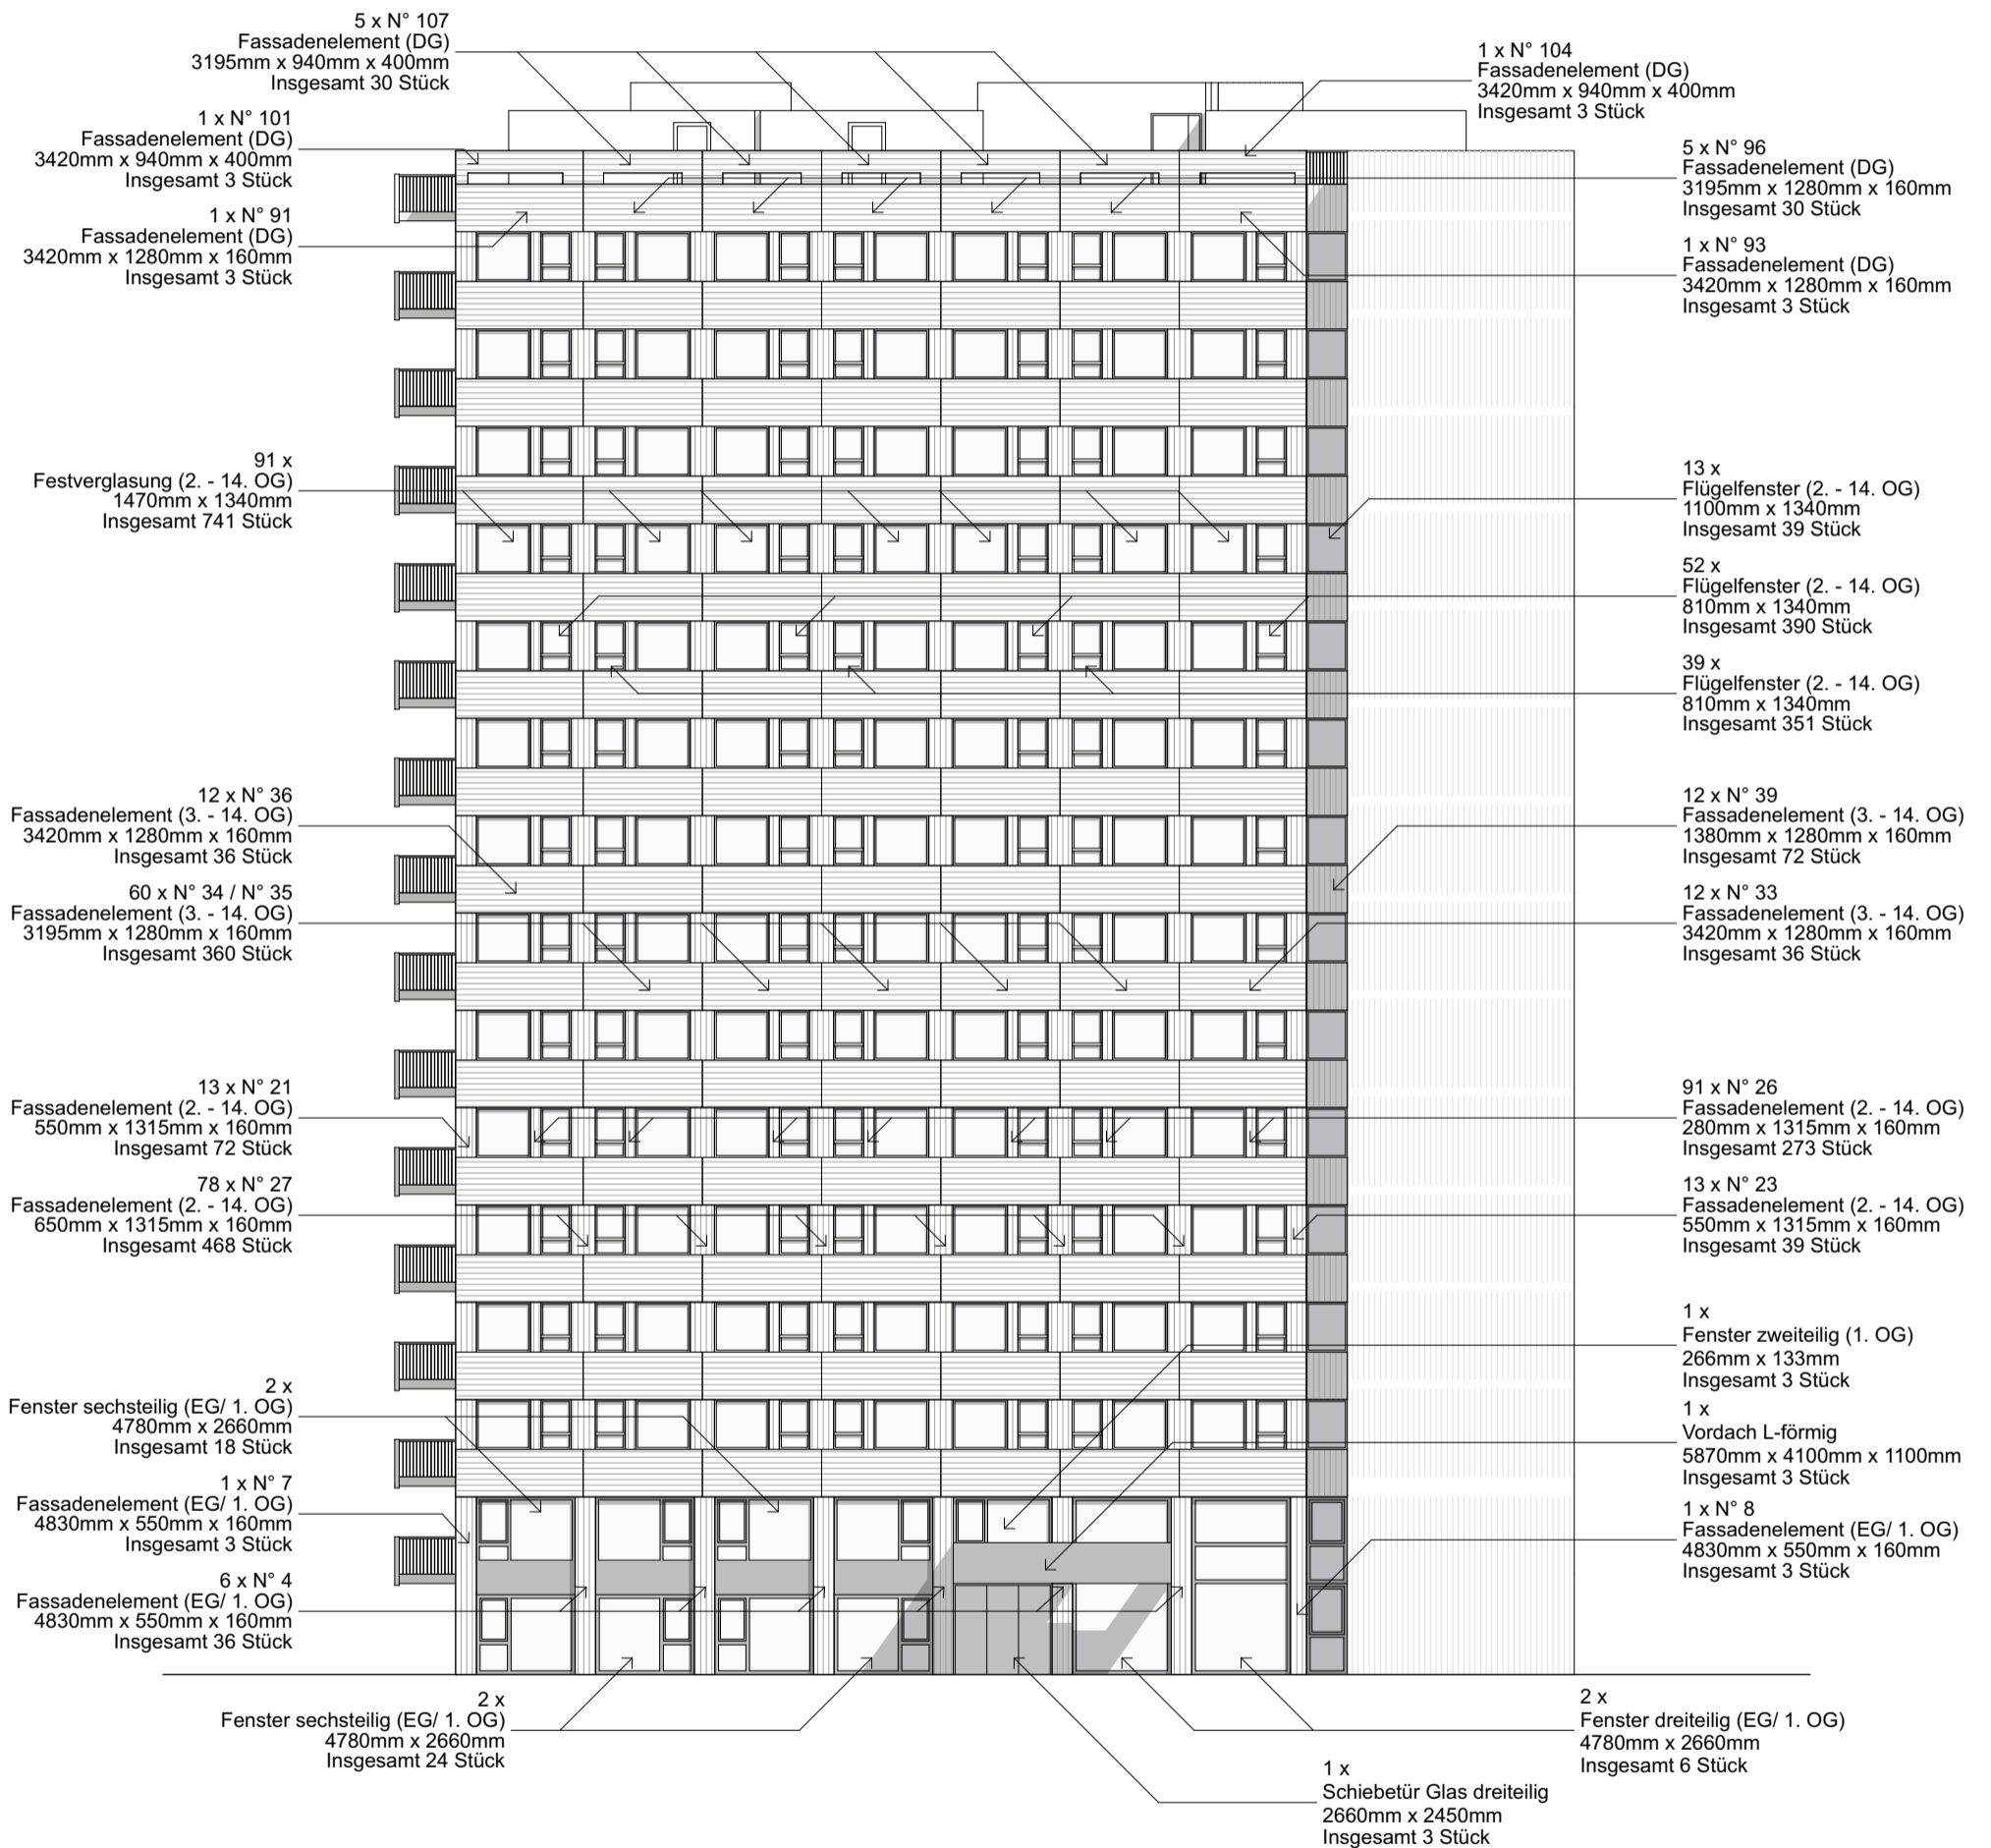 5 x N° 107
Fassadenelement (DG)
3195mm x 940mm x 400mm
Insgesamt 30 Stück
1 x N° 101
Fassadenelement (DG)
3420mm x 940mm x 400mm
Insgesamt 3 Stück
1 x N° 91
Fassadenelement (DG)
3420mm x 1280mm x 160mm
Insgesamt 3 Stück
91 x
Festverglasung (2. - 14. OG)
1470mm x 1340mm
Insgesamt 741 Stück
12 x N° 36
Fassadenelement (3. - 14. OG)
3420mm x 1280mm x 160mm
Insgesamt 36 Stück
60 x N° 34 / N° 35
Fassadenelement (3. - 14. OG)
3195mm x 1280mm x 160mm
Insgesamt 360 Stück
13 x N° 21
Fassadenelement (2. - 14. OG)
550mm x 1315mm x 160mm
Insgesamt 72 Stück
78 x N° 27
Fassadenelement (2. - 14. OG)
650mm x 1315mm x 160mm
Insgesamt 468 Stück
2 x
Fenster sechsteilig (EG/ 1. OG)
4780mm x 2660mm
Insgesamt 18 Stück
1 x N° 7
Fassadenelement (EG/ 1. OG)
4830mm x 550mm x 160mm
Insgesamt 3 Stück
6 x N° 4
Fassadenelement (EG/ 1. OG)
4830mm x 550mm x 160mm
Insgesamt 36 Stück
2 x
Fenster sechsteilig (EG/ 1. OG)
4780mm x 2660mm
Insgesamt 24 Stück
1 x N° 104
Fassadenelement (DG)
3420mm x 940mm x 400mm
Insgesamt 3 Stück
5 x N° 96
Fassadenelement (DG)
3195mm x 1280mm x 160mm
Insgesamt 30 Stück
1 x N° 93
Fassadenelement (DG)
3420mm x 1280mm x 160mm
Insgesamt 3 Stück
13 x
Flügelfenster (2. - 14. OG)
1100mm x 1340mm
Insgesamt 39 Stück
52 x
Flügelfenster (2. - 14. OG)
810mm x 1340mm
Insgesamt 390 Stück
39 x
Flügelfenster (2. - 14. OG)
810mm x 1340mm
Insgesamt 351 Stück
12 x N° 39
Fassadenelement (3. - 14. OG)
1380mm x 1280mm x 160mm
Insgesamt 72 Stück
12 x N° 33
Fassadenelement (3. - 14. OG)
3420mm x 1280mm x 160mm
Insgesamt 36 Stück
91 x N° 26
Fassadenelement (2. - 14. OG)
280mm x 1315mm x 160mm
Insgesamt 273 Stück
13 x N° 23
Fassadenelement (2. - 14. OG)
550mm x 1315mm x 160mm
Insgesamt 39 Stück
1 x
Fenster zweiteilig (1. OG)
266mm x 133mm
Insgesamt 3 Stück
1 x
Vordach L-förmig
5870mm x 4100mm x 1100mm
Insgesamt 3 Stück
1 x N° 8
Fassadenelement (EG/ 1. OG)
4830mm x 550mm x 160mm
Insgesamt 3 Stück
2 x
Fenster dreiteilig (EG/ 1. OG)
4780mm x 2660mm
Insgesamt 6 Stück
1 x
Schiebetür Glas dreiteilig
2660mm x 2450mm
Insgesamt 3 Stück